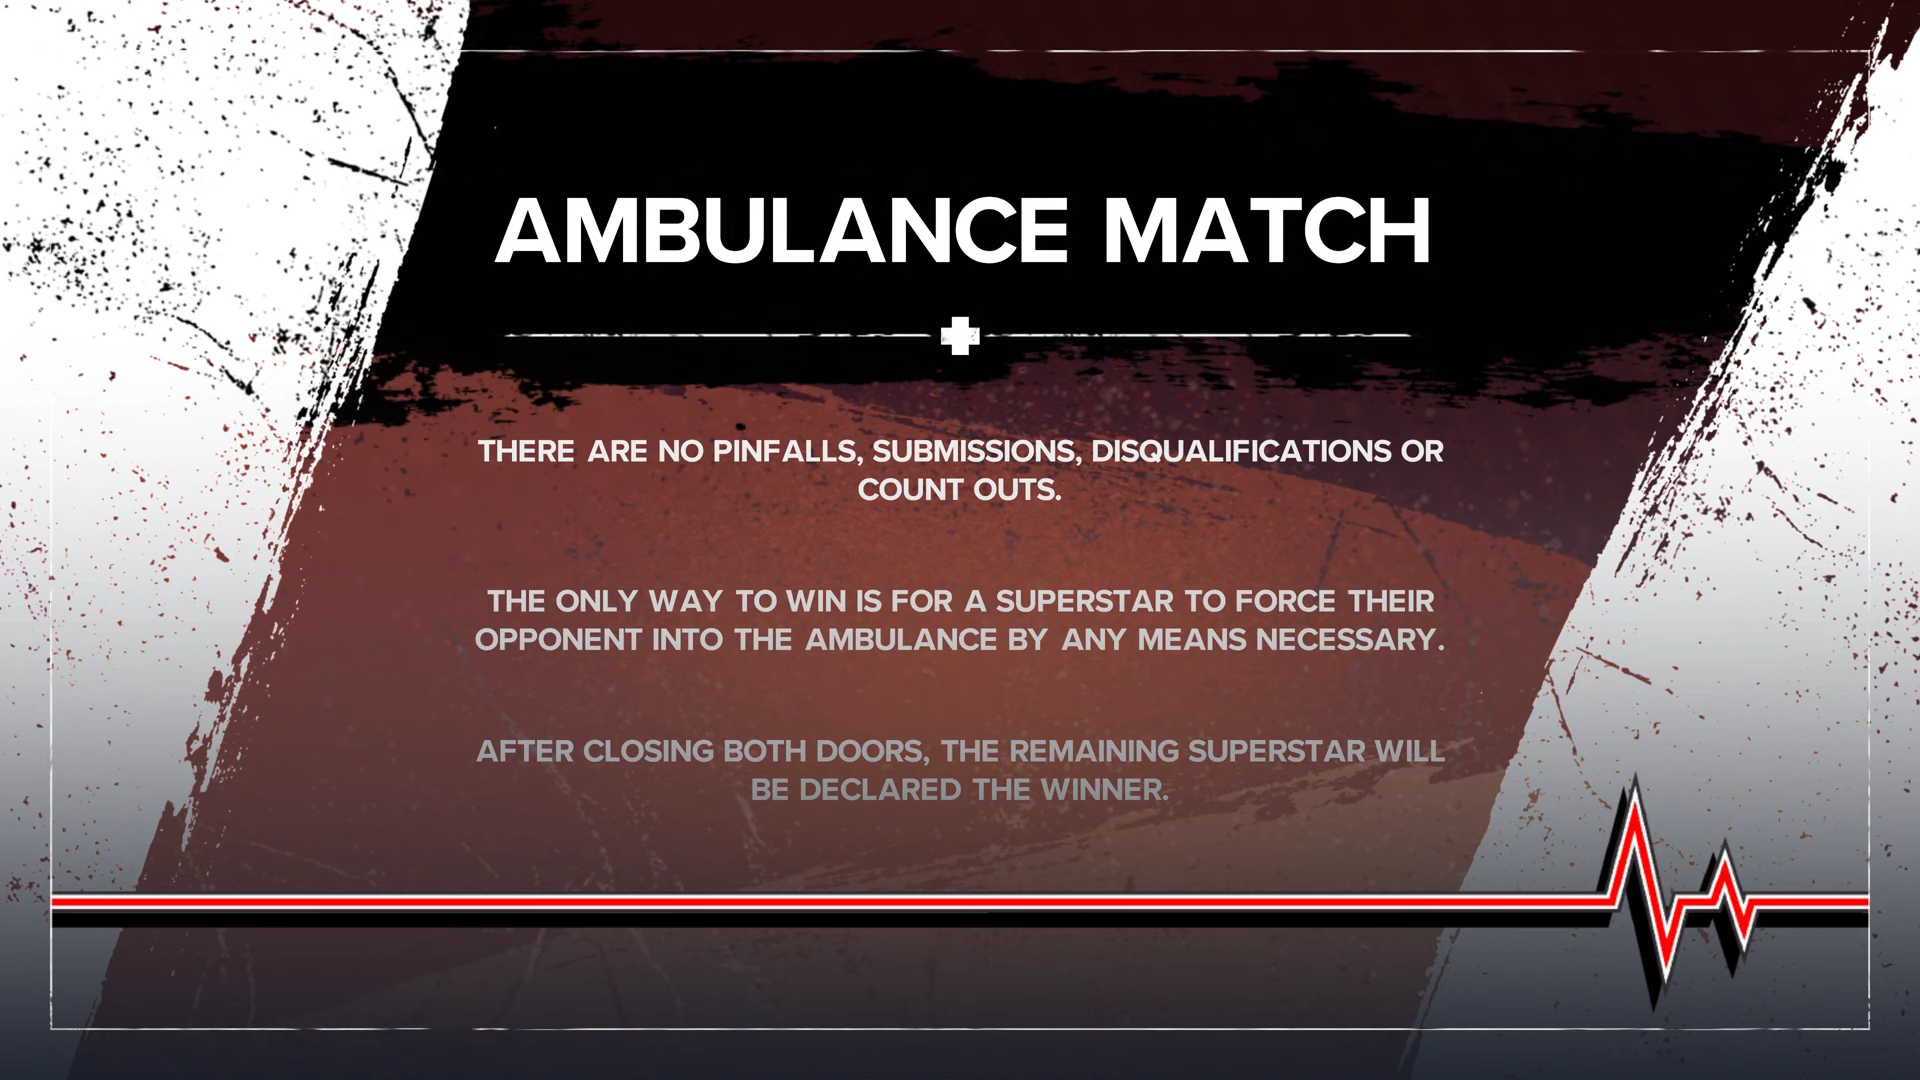 AMBULANCE MATCH
THERE ARE NO PINFALLS, SUBMISSIONS, DISQUALIFICATIONS OR
COUNT OUTS.
THE ONLY WAY TO WIN IS FOR A SUPERSTAR TO FORCE THEIR
OPPONENT INTO THE AMBULANCE BY ANY MEANS NECESSARY.
AFTER CLOSING BOTH DOORS, THE REMAINING SUPERSTAR WILL
BE DECLARED THE WINNER.